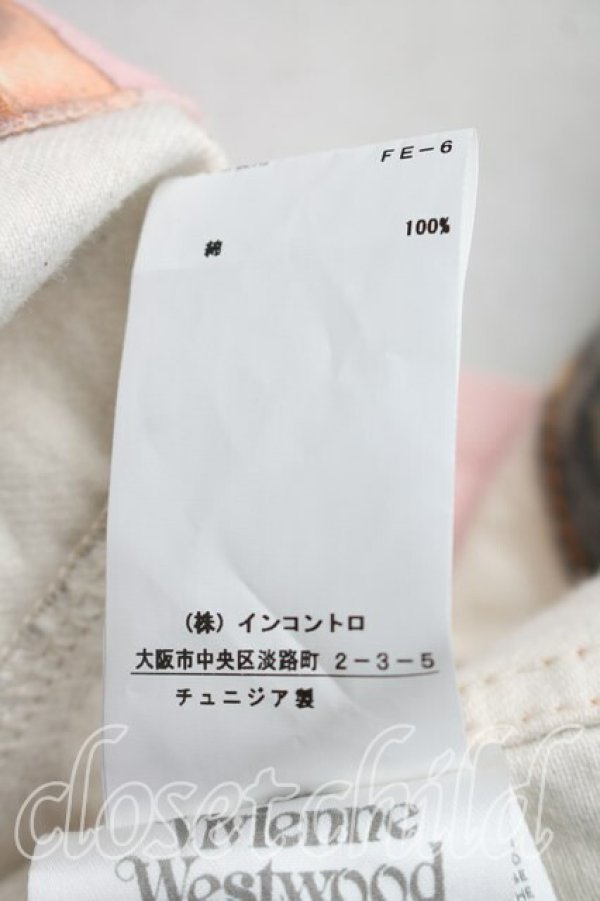 FE-6
綿 100%
(株) インコントロ
大阪市中央区淡路町 2-3-5
チュニジア製
closetchild
Vivienne
Westwood